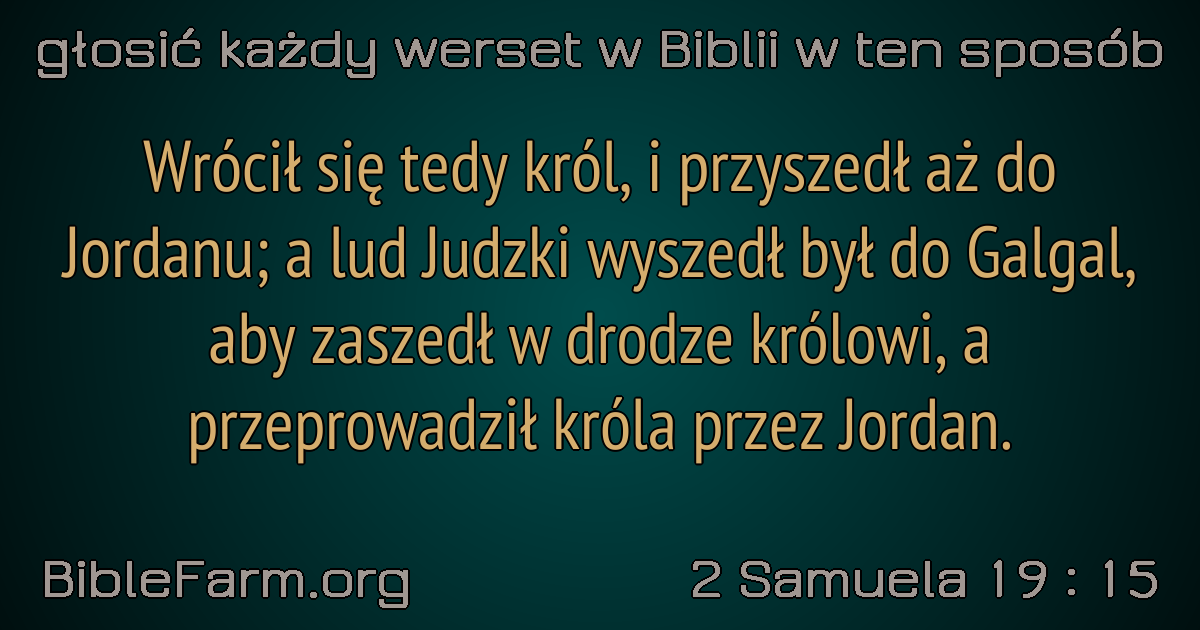 głosić każdy werset w Biblii w ten sposób
Wrócił się tedy król, i przyszedł aż do
Jordanu; a lud Judzki wyszedł był do Galgal,
aby zaszedł w drodze królowi, a
przeprowadził króla przez Jordan.
BibleFarm.org
2 Samuela 19 : 15